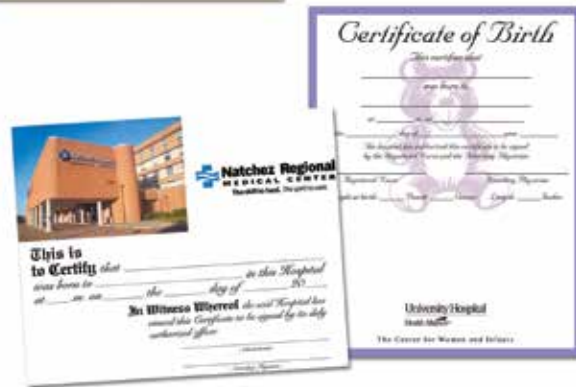 Certificate of Birth
This certifies that
was born to
at
day of
The hospital has authorized this certificate to be signed
by the Registered Nurse and the Attending Physician
Registered Nurse
Attending Physician
University Hospital
The Center for Women and Infants
Natchez Regional
MEDICAL CENTER
This is
to Certify that
was born to in this Hospital
at m. on the day of 20
In Witness Whereof the said Hospital has
caused this Certificate to be signed by its duly
authorized officer